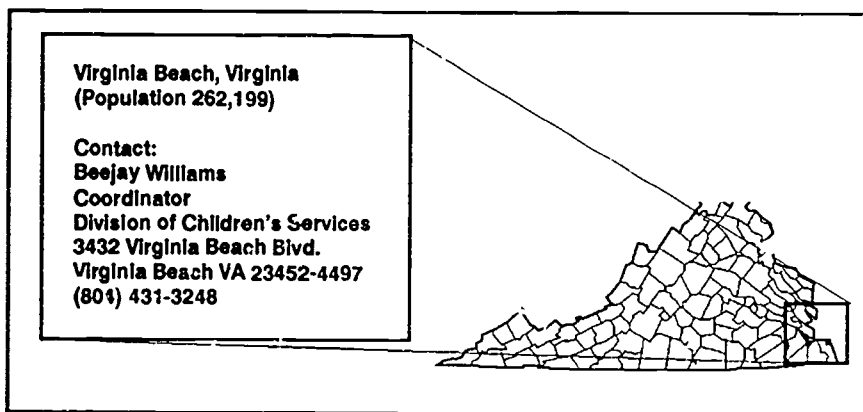 Virginia Beach, Virginia
(Population 262,199)
Contact:
Beejay Williams
Coordinator
Division of Children's Services
3432 Virginia Beach Blvd.
Virginia Beach VA 23452-4497
(804) 431-3248